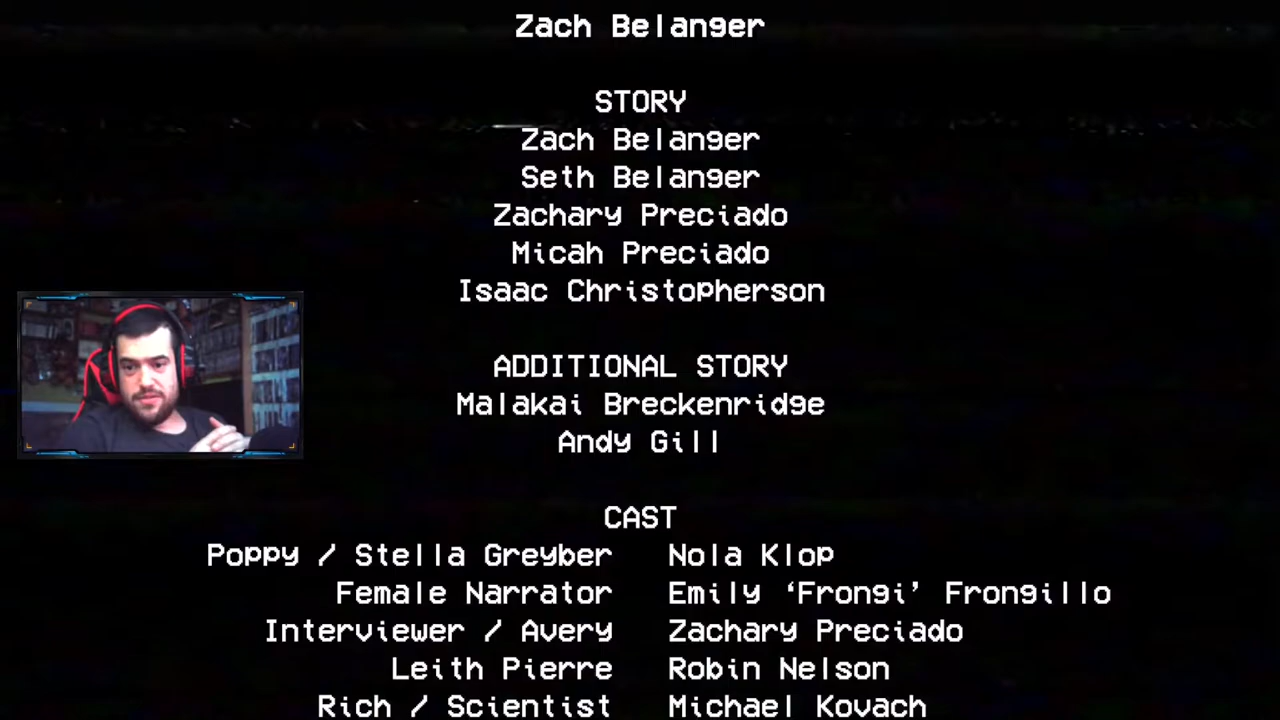 Zach Belanger
STORY
Zach Belanger
Seth Belanger
Zachary Preciado
Micah Preciado
Isaac Christopherson
ADDITIONAL STORY
Malakai Breckenridge
Andy Gill
CAST
Poppy / Stella Greyber Nola Klop
Female Narrator Emily ‘Frongi’ Frongillo
Interviewer / Avery Zachary Preciado
Leith Pierre Robin Nelson
Rich / Scientist Michael Kovach